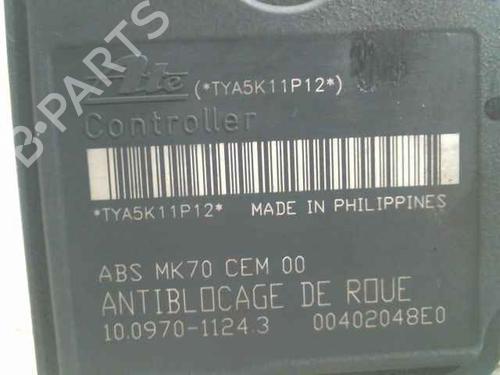 Ate (*TYA5K11P12*)
Controller
*TYA5K11P12* MADE IN PHILIPPINES
ABS MK70 CEM 00
ANTIBLOCAGE DE ROUE
10.0970-1124.3 00402048E0
B-PARTS